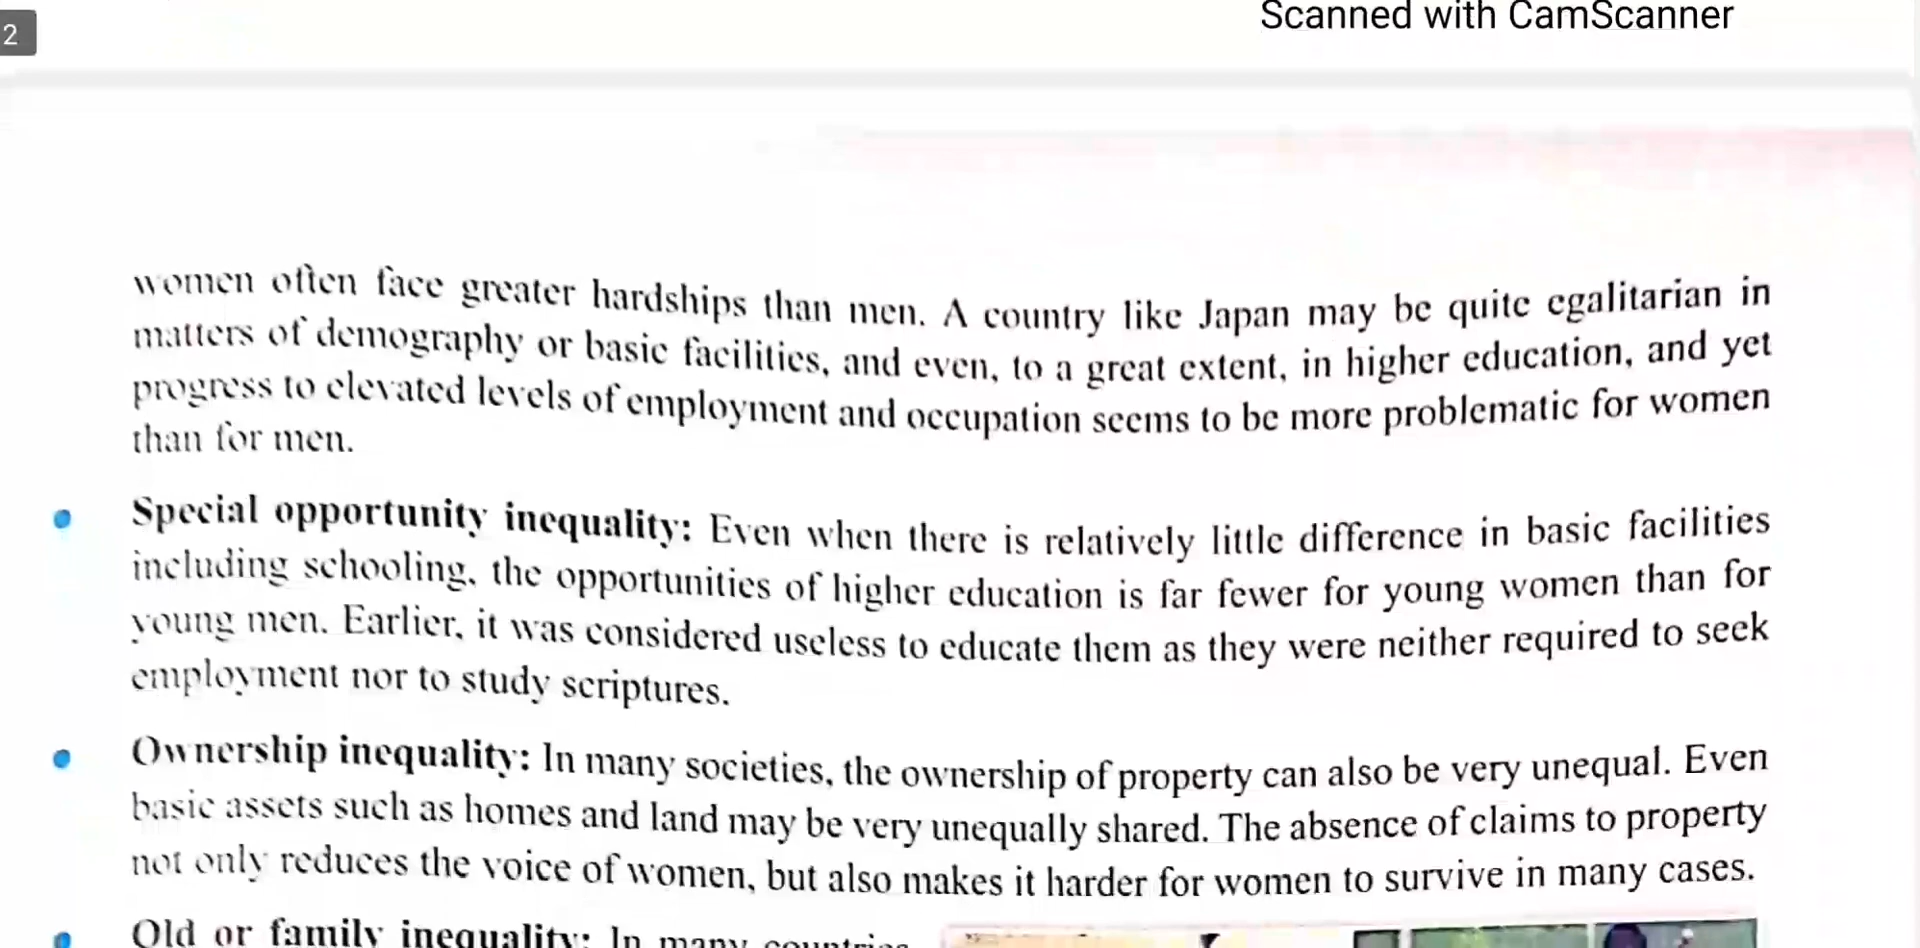 2
Scanned with CamScanner
women often face greater hardships than men. A country like Japan may be quite egalitarian in
matters of demography or basic facilities, and even, to a great extent, in higher education, and yet
progress to elevated levels of employment and occupation seems to be more problematic for women
than for men.
Special opportunity inequality: Even when there is relatively little difference in basic facilities
including schooling, the opportunities of higher education is far fewer for young women than for
young men. Earlier, it was considered useless to educate them as they were neither required to seek
employment nor to study scriptures.
Ownership inequality: In many societies, the ownership of property can also be very unequal. Even
basic assets such as homes and land may be very unequally shared. The absence of claims to property
not only reduces the voice of women, but also makes it harder for women to survive in many cases.
Old or family inequality: In many countries